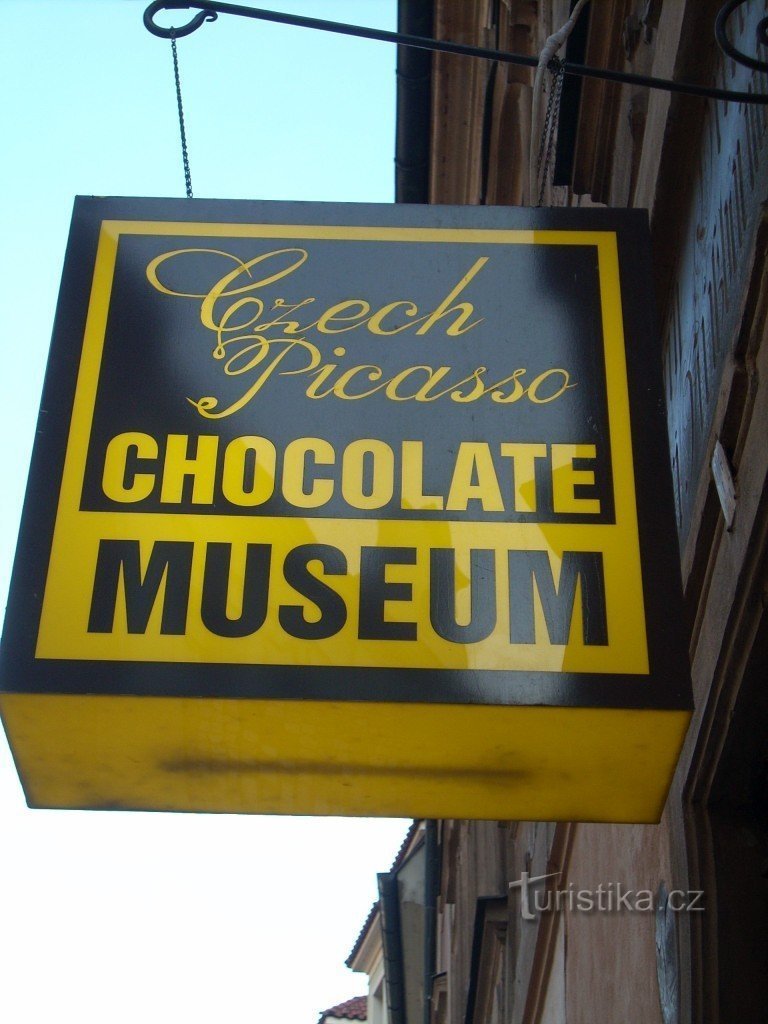 Czech
Picasso
CHOCOLATE
MUSEUM
Turistika.cz